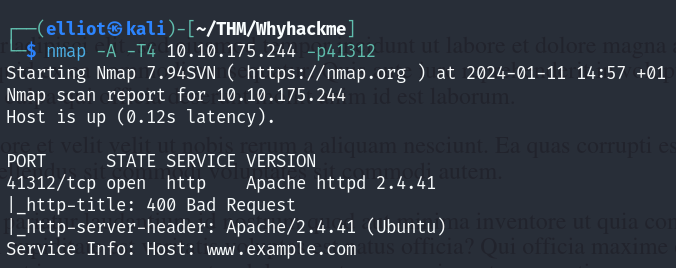 ┌──(elliot㉿kali)-[~/THM/Whyhackme]
└─$ nmap -A -T4 10.10.175.244 -p41312
Starting Nmap 7.94SVN ( https://nmap.org ) at 2024-01-11 14:57 +01
Nmap scan report for 10.10.175.244
Host is up (0.12s latency).
PORT      STATE SERVICE VERSION
41312/tcp open  http    Apache httpd 2.4.41
|_http-title: 400 Bad Request
|_http-server-header: Apache/2.4.41 (Ubuntu)
Service Info: Host: www.example.com